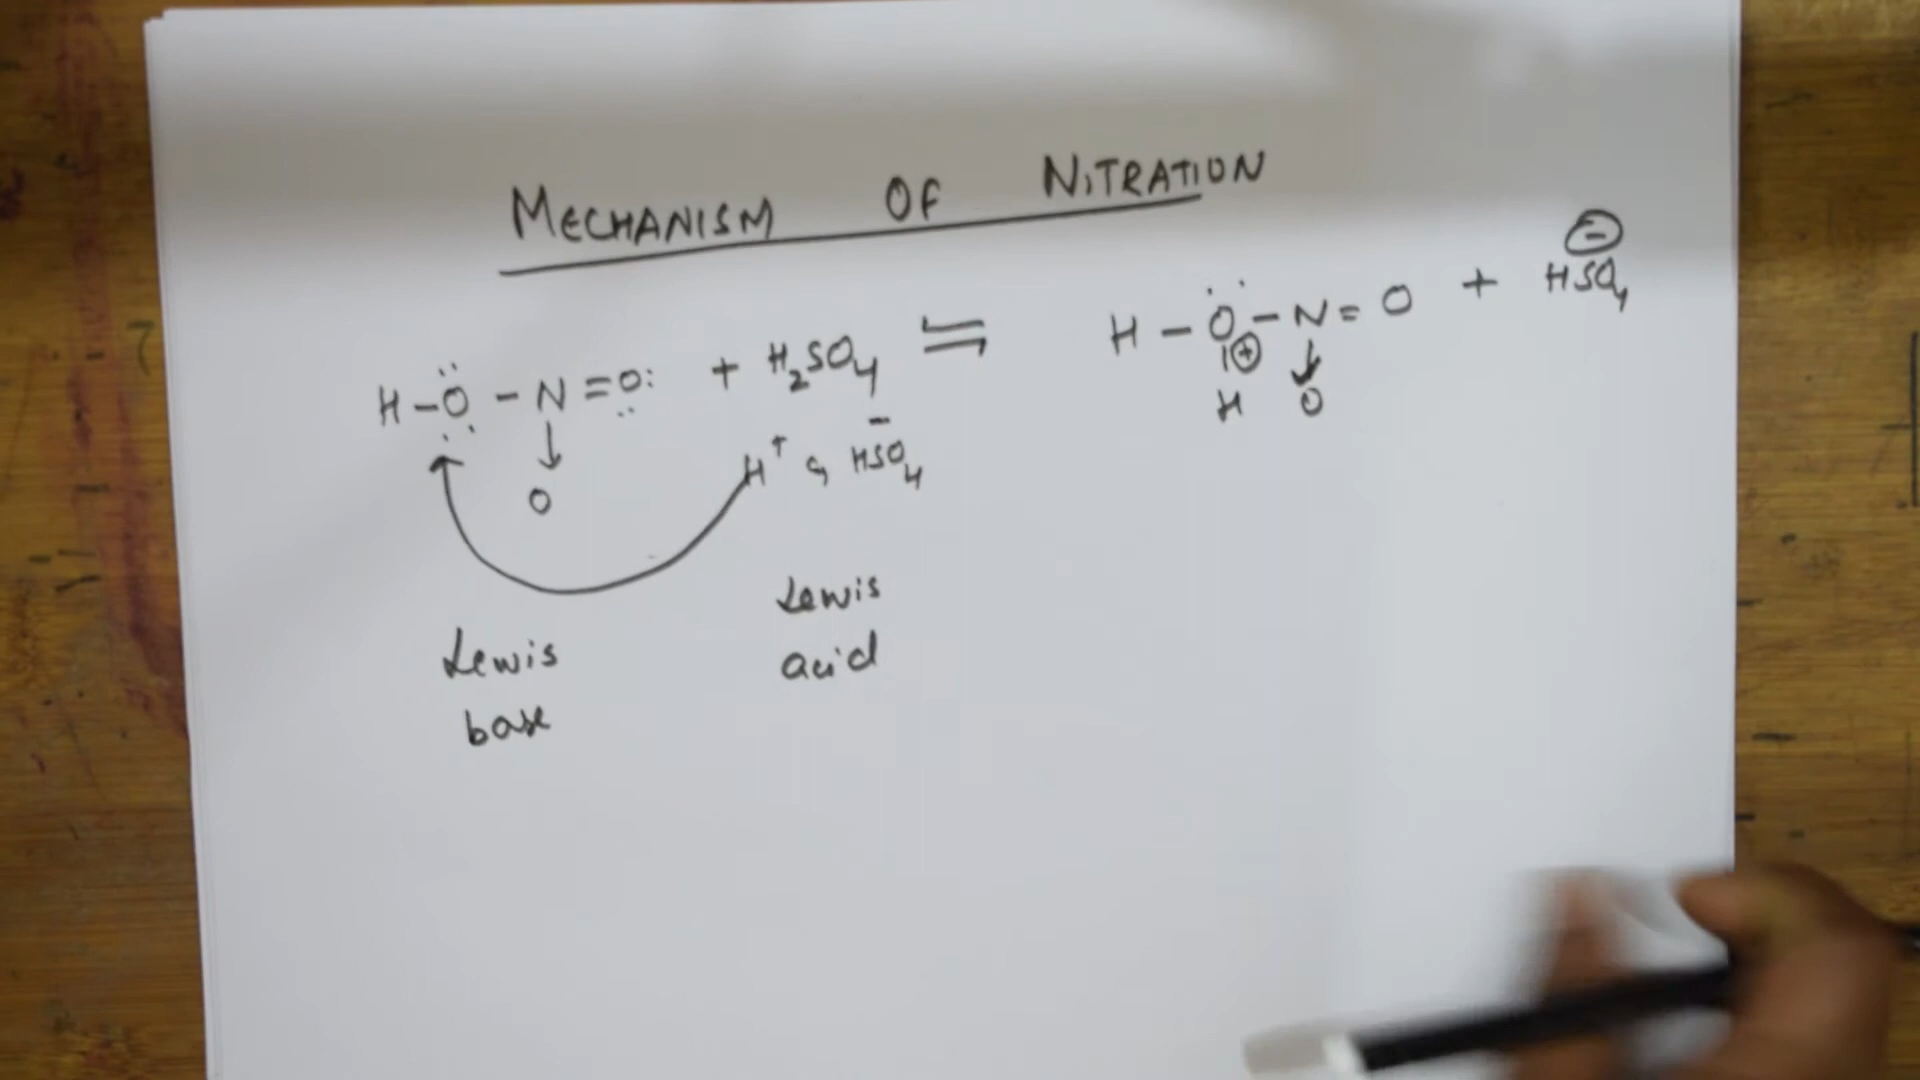 MECHANISM OF NITRATION
H-Ö-N=O: + H₂SO₄ ⇌ H-O-N=O + HSO₄⊖
↓ |⊕ ↓
O H O
H⁺ , HSO₄⁻
Lewis base
Lewis acid